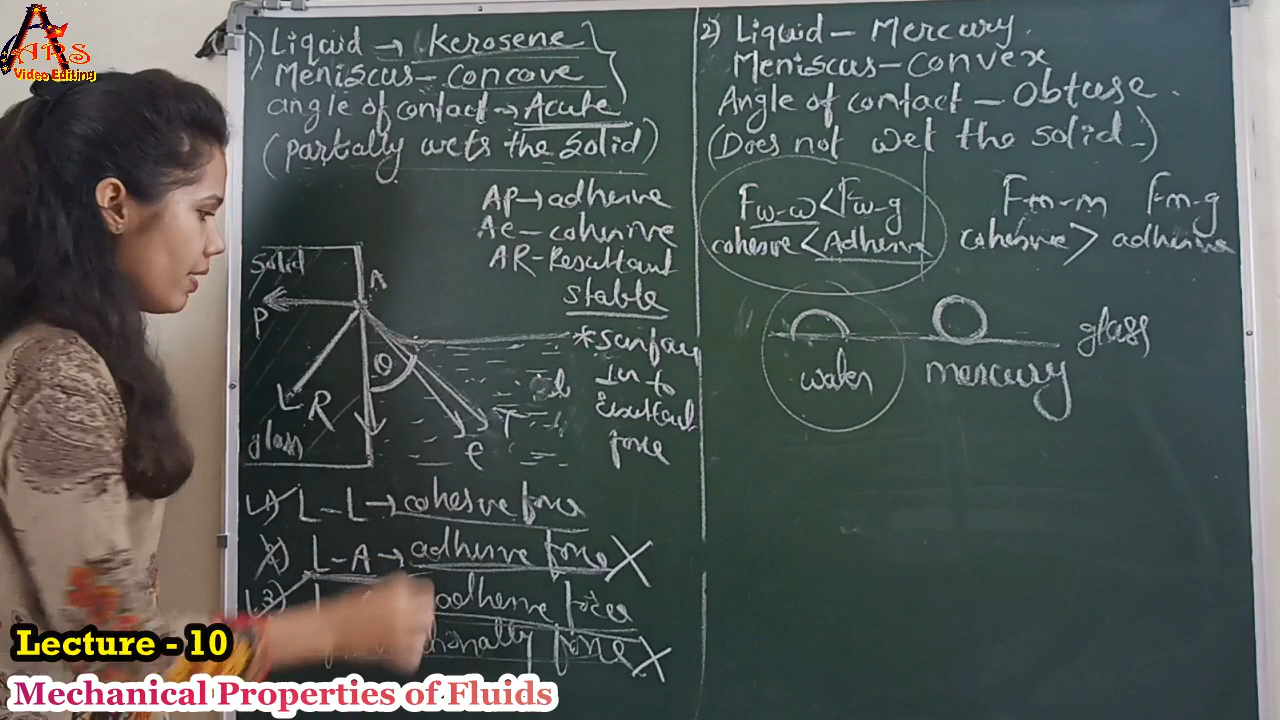 ARS
Video Editing
1) Liquid → Kerosene
Meniscus - Concave
angle of contact → Acute
(partially wets the solid)
AP → adhesive
AC - cohesive
AR - Resultant
stable
solid
A
P
R
θ
glass
T
C
force
L - L → cohesive force
L - A → adhesive force X
adhesive force
force X
2) Liquid - Mercury.
Meniscus - Convex
Angle of contact - Obtuse.
(Does not wet the solid.)
Fw-w < Fw-g
cohesive < Adhesive
Fm-m Fm-g
cohesive > adhesive
glass
water
mercury
Lecture - 10
Mechanical Properties of Fluids